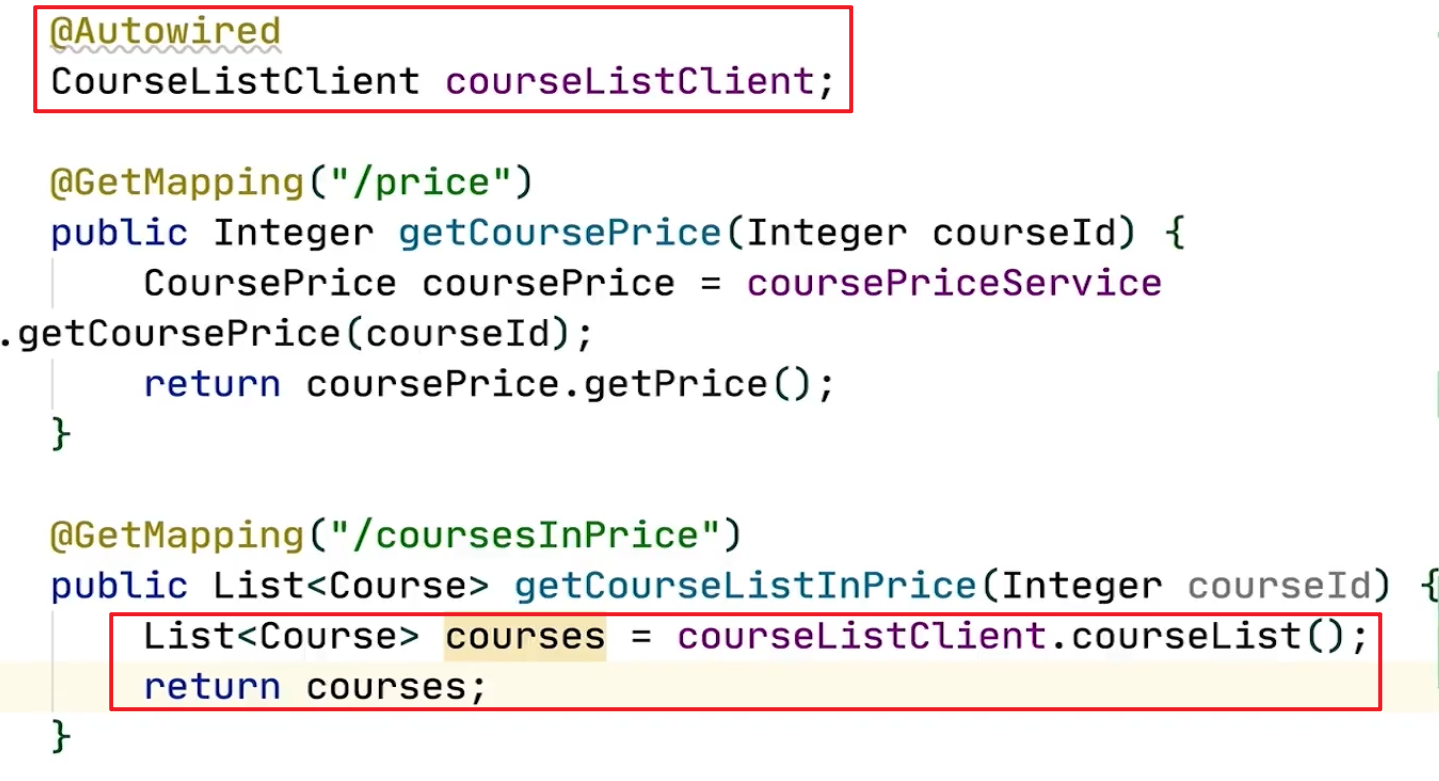 @Autowired
CourseListClient courseListClient;
@GetMapping("/price")
public Integer getCoursePrice(Integer courseId) {
CoursePrice coursePrice = coursePriceService
.getCoursePrice(courseId);
return coursePrice.getPrice();
}
@GetMapping("/coursesInPrice")
public List<Course> getCourseListInPrice(Integer courseId) {
List<Course> courses = courseListClient.courseList();
return courses;
}